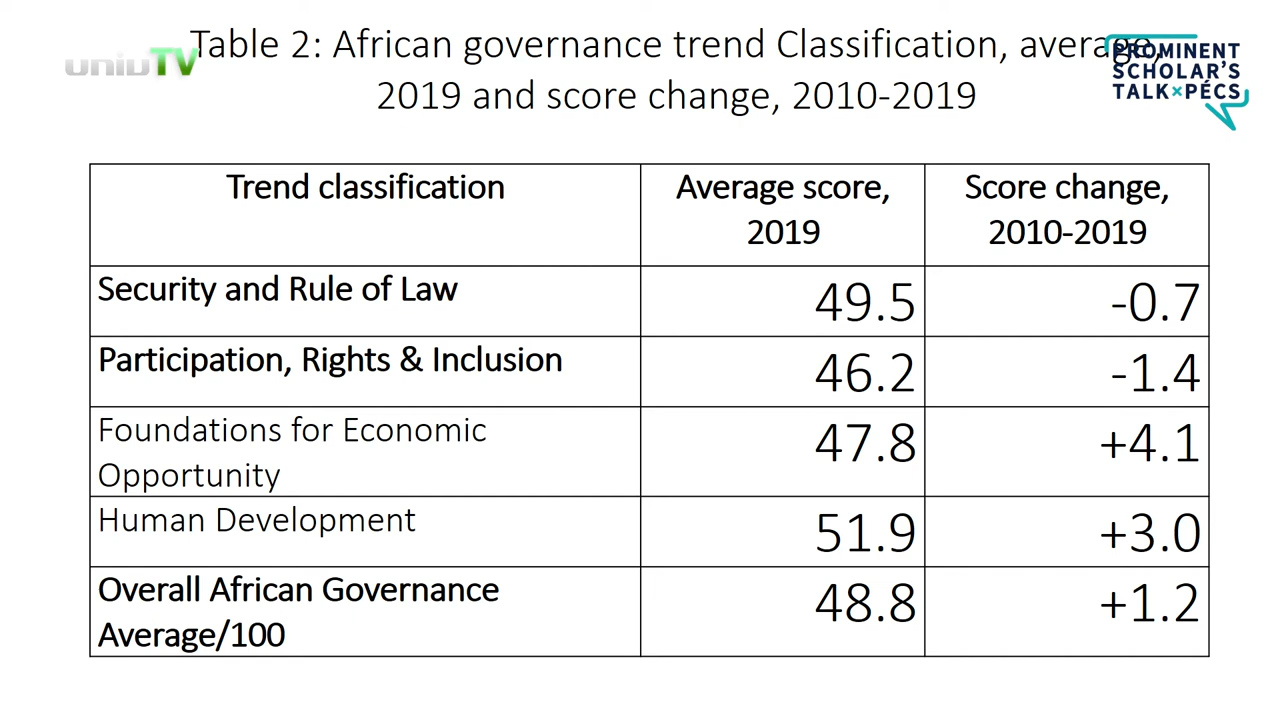 Table 2: African governance trend Classification, average,
2019 and score change, 2010-2019
univTV
PROMINENT
SCHOLAR'S
TALK×PÉCS
Trend classification
Average score,
2019
Score change,
2010-2019
Security and Rule of Law
49.5
-0.7
Participation, Rights & Inclusion
46.2
-1.4
Foundations for Economic
Opportunity
47.8
+4.1
Human Development
51.9
+3.0
Overall African Governance
Average/100
48.8
+1.2